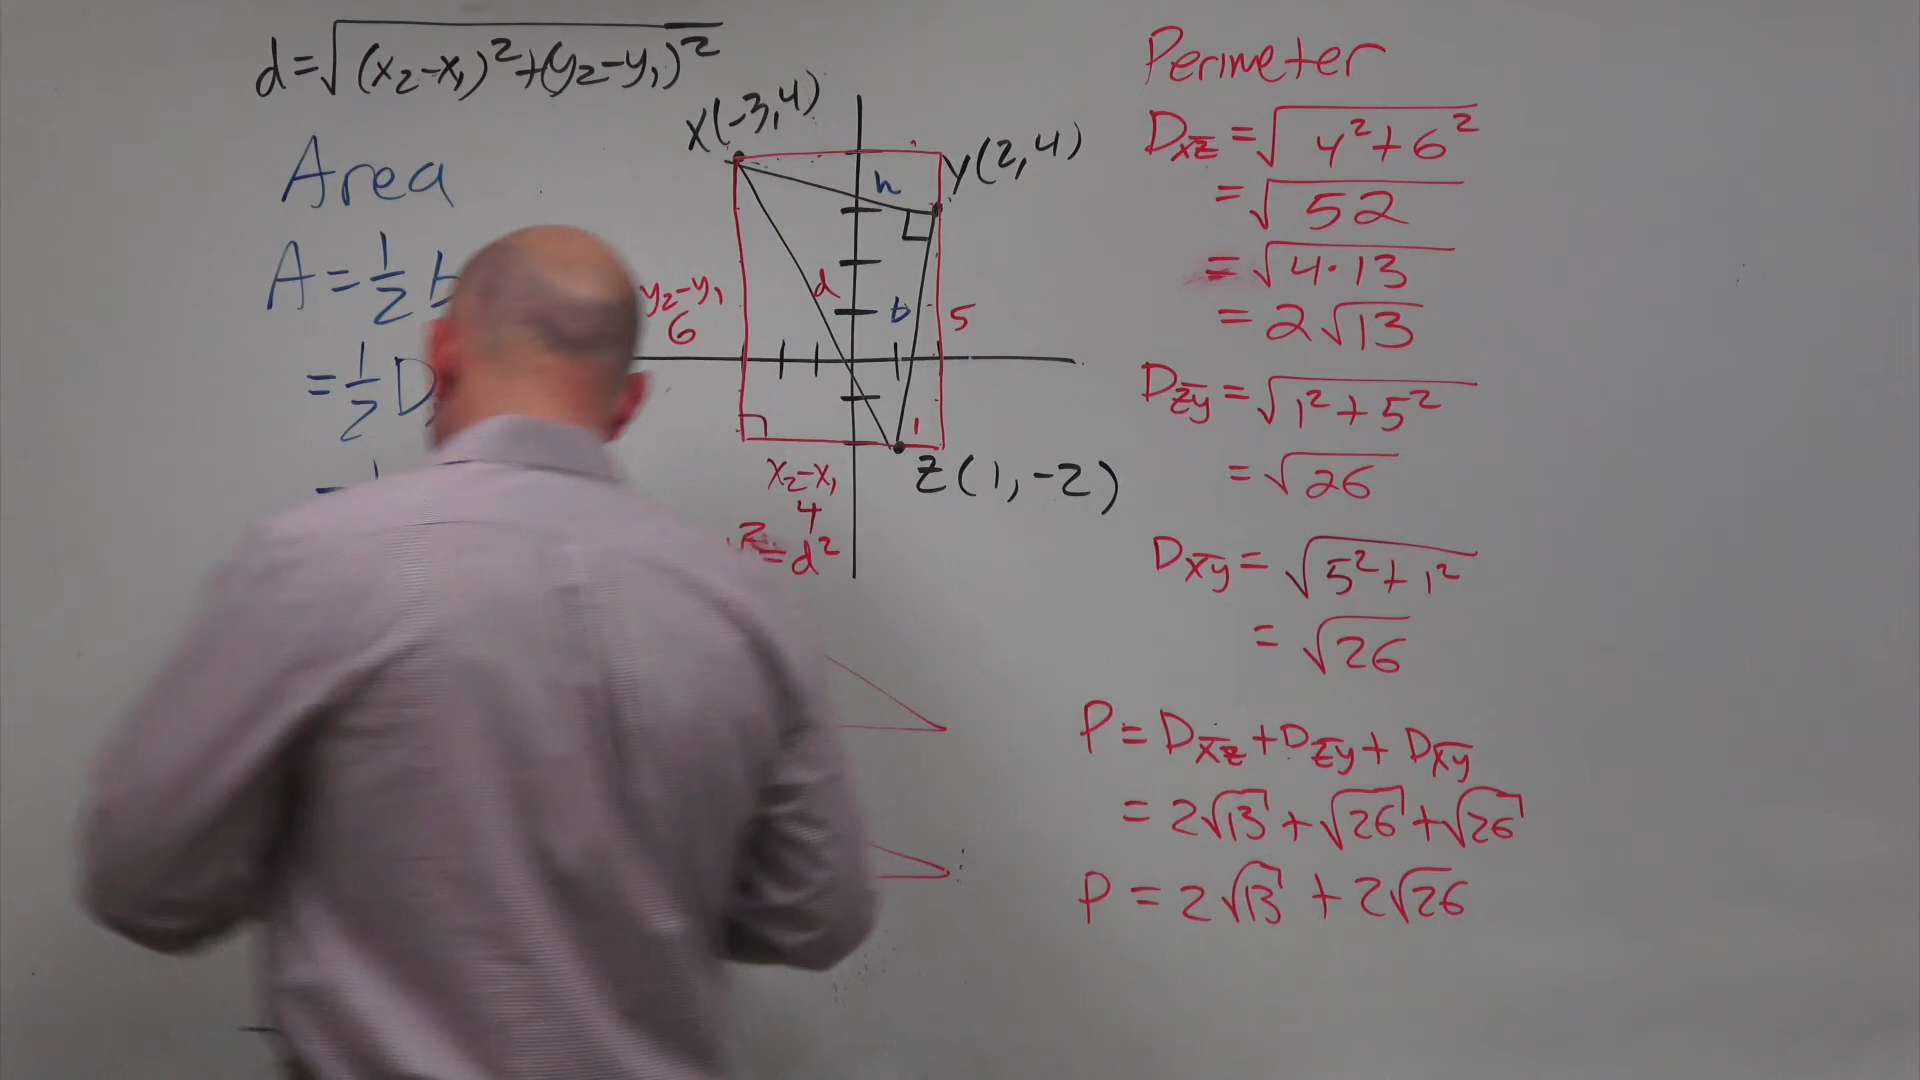 d=√(x₂-x₁)²+(y₂-y₁)²
Area
A=½
=½D
X(-3,4)
Y(2,4)
h
d
b
5
y₂-y₁
6
1
Z(1,-2)
x₂-x₁
4
²=d²
Perimeter
Dxz=√4²+6²
=√52
=√4·13
=2√13
Dzy=√1²+5²
=√26
Dxy=√5²+1²
=√26
P=Dxz+Dzy+Dxy
=2√13+√26+√26
P=2√13+2√26